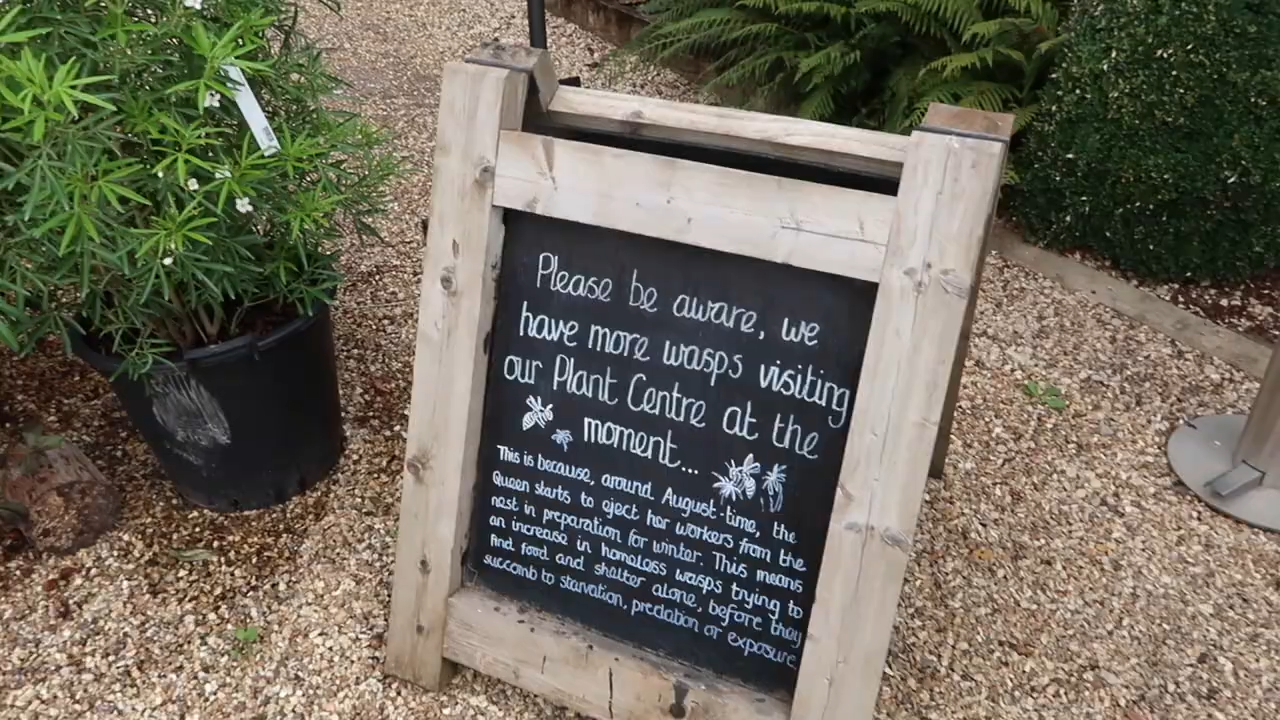 Please be aware, we
have more wasps visiting
our Plant Centre at the
moment...
This is because, around August-time, the
Queen starts to eject her workers from the
nest in preparation for winter. This means
an increase in homeless wasps trying to
find food and shelter alone, before they
succomb to starvation, predation or exposure.